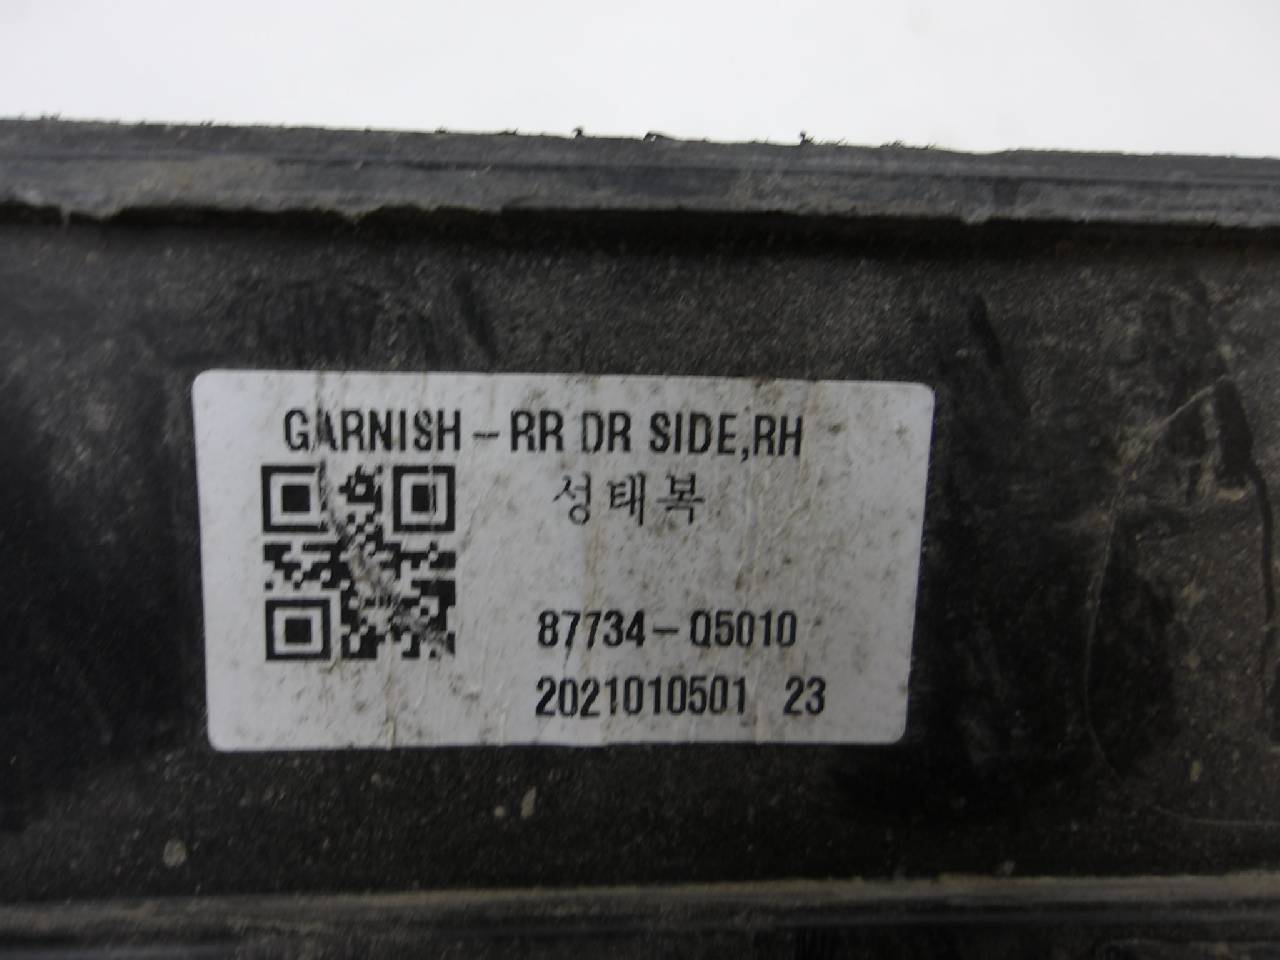 GARNISH-RR DR SIDE,RH
성태복
87734-Q5010
2021010501 23